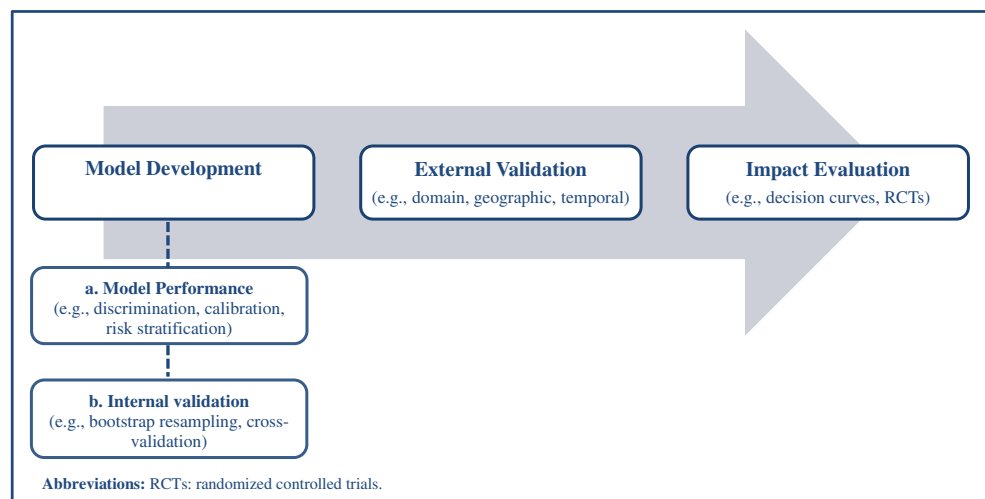 Model Development
External Validation
(e.g., domain, geographic, temporal)
Impact Evaluation
(e.g., decision curves, RCTs)
a. Model Performance
(e.g., discrimination, calibration,
risk stratification)
b. Internal validation
(e.g., bootstrap resampling, cross-
validation)
Abbreviations: RCTs: randomized controlled trials.